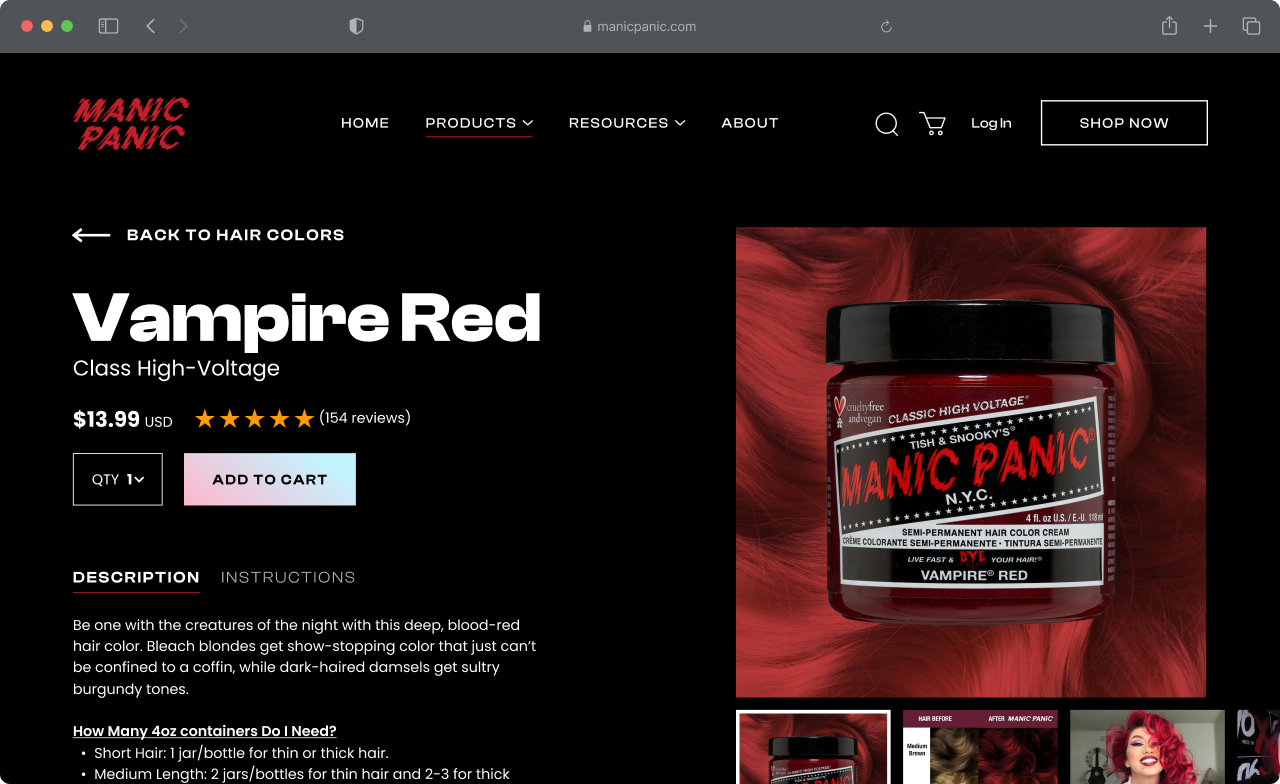 manicpanic.com
MANIC
PANIC
HOME
PRODUCTS
RESOURCES
ABOUT
Log In
SHOP NOW
BACK TO HAIR COLORS
Vampire Red
Class High-Voltage
$13.99 USD
(154 reviews)
QTY 1
ADD TO CART
DESCRIPTION
INSTRUCTIONS
Be one with the creatures of the night with this deep, blood-red
hair color. Bleach blondes get show-stopping color that just can’t
be confined to a coffin, while dark-haired damsels get sultry
burgundy tones.
How Many 4oz containers Do I Need?
• Short Hair: 1 jar/bottle for thin or thick hair.
• Medium Length: 2 jars/bottles for thin hair and 2-3 for thick
crueltyfree
andvegan
CLASSIC HIGH VOLTAGE®
TISH & SNOOKY'S®
MANIC PANIC®
N.Y.C.
4 fl. oz U.S. / E.-U. 118 ml
SEMI-PERMANENT HAIR COLOR CREAM
CRÈME COLORANTE SEMI-PERMANENTE • TINTURA SEMI-PERMANENTE
LIVE FAST & DYE YOUR HAIR!®
VAMPIRE® RED
CLASSIC HIGH VOLTAGE
MANIC PANIC
HAIR BEFORE
AFTER MANIC PANIC
Medium
Brown